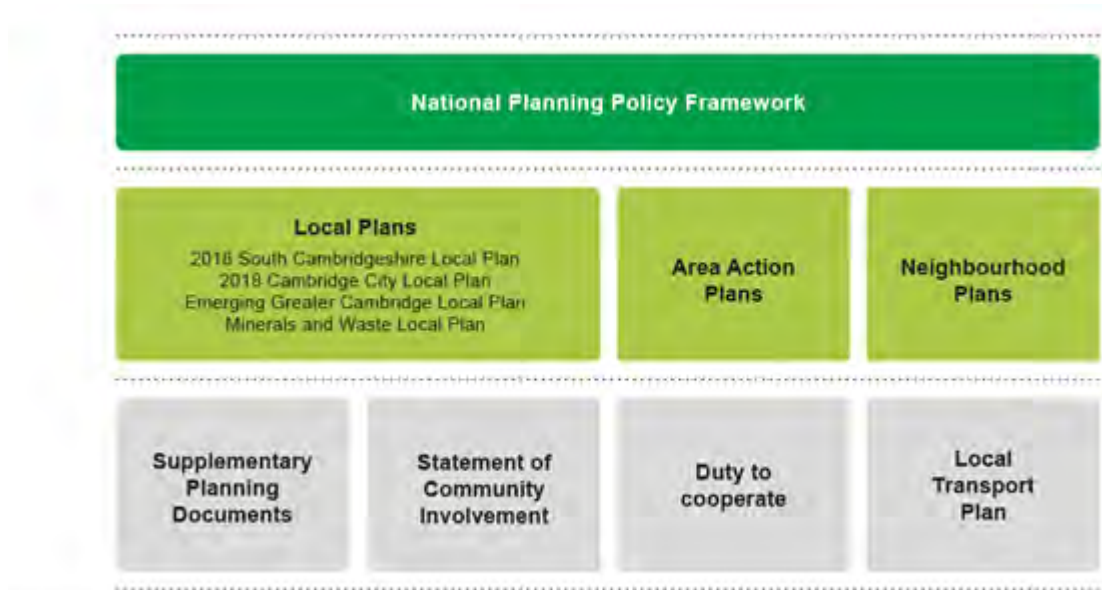 National Planning Policy Framework
Local Plans
2018 South Cambridgeshire Local Plan
2018 Cambridge City Local Plan
Emerging Greater Cambridge Local Plan
Minerals and Waste Local Plan
Area Action
Plans
Neighbourhood
Plans
Supplementary
Planning
Documents
Statement of
Community
Involvement
Duty to
cooperate
Local
Transport
Plan